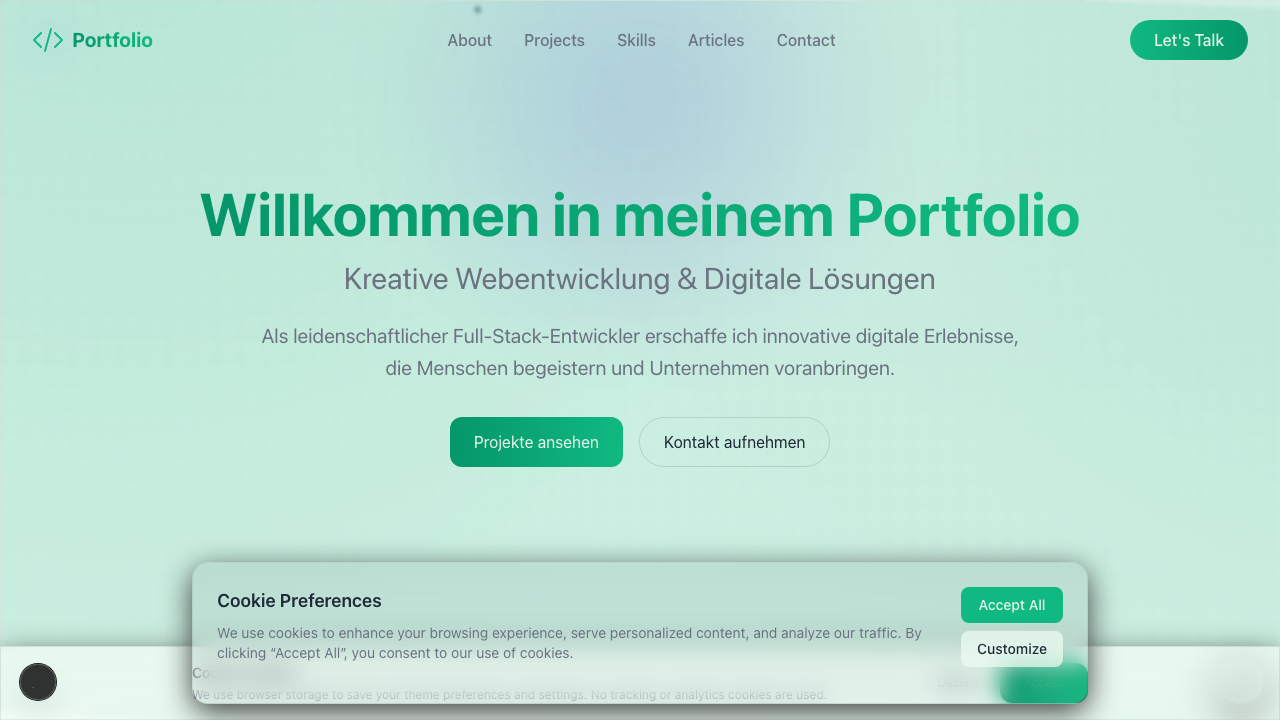 </> Portfolio
About
Projects
Skills
Articles
Contact
Let's Talk
Willkommen in meinem Portfolio
Kreative Webentwicklung & Digitale Lösungen
Als leidenschaftlicher Full-Stack-Entwickler erschaffe ich innovative digitale Erlebnisse,
die Menschen begeistern und Unternehmen voranbringen.
Projekte ansehen
Kontakt aufnehmen
Cookie Preferences
We use cookies to enhance your browsing experience, serve personalized content, and analyze our traffic. By
clicking “Accept All”, you consent to our use of cookies.
Accept All
Customize
We use browser storage to save your theme preferences and settings. No tracking or analytics cookies are used.
Decline